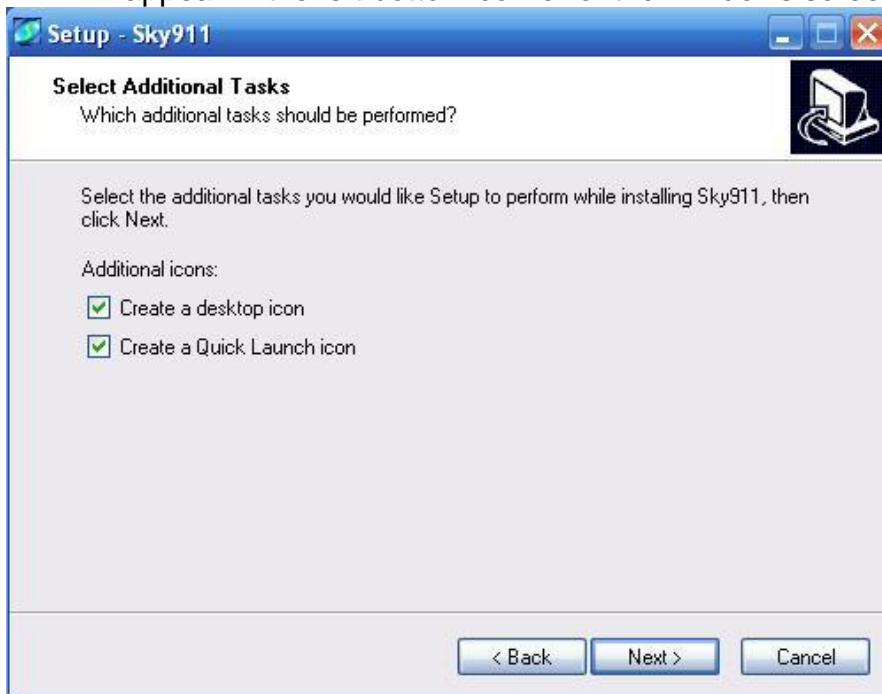 Setup - Sky911
Select Additional Tasks
Which additional tasks should be performed?
Select the additional tasks you would like Setup to perform while installing Sky911, then
click Next.
Additional icons:
Create a desktop icon
Create a Quick Launch icon
< Back Next > Cancel